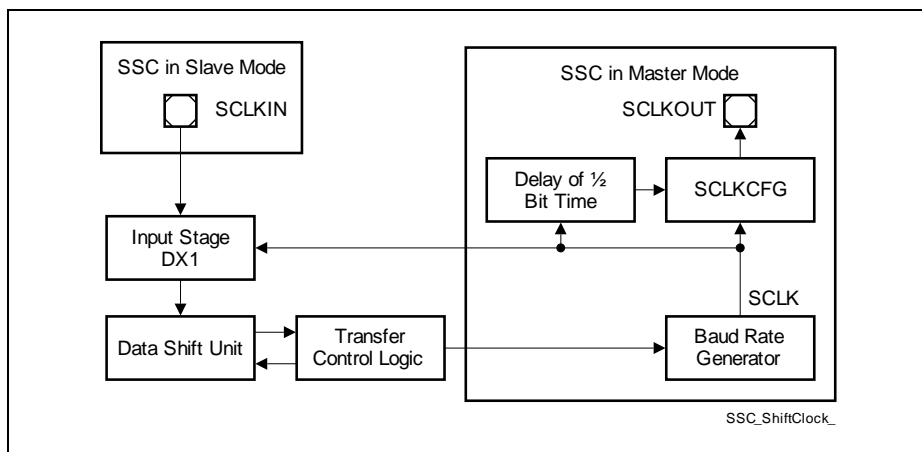 SSC in Slave Mode
SCLKIN
SSC in Master Mode
SCLKOUT
Delay of ½
Bit Time
SCLKCFG
Input Stage
DX1
SCLK
Data Shift Unit
Transfer
Control Logic
Baud Rate
Generator
SSC_ShiftClock_